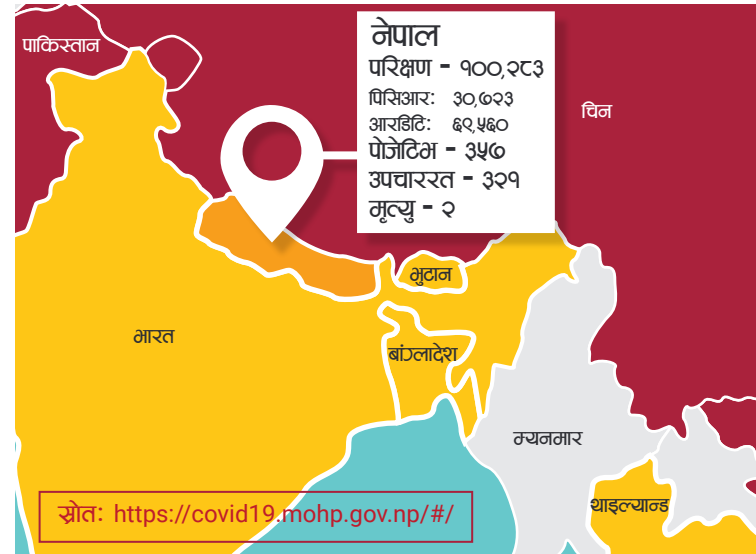 पाकिस्तान
नेपाल
परिक्षण - १००,२८३
पिसिआर: ३०,७२३
आरडिटि: ६९,५६०
पोजेटिभ - ३५७
उपचाररत - ३२१
मृत्यु - २
चिन
भुटान
भारत
बांग्लादेश
म्यनमार
थाइल्यान्ड
स्रोत: https://covid19.mohp.gov.np/#/